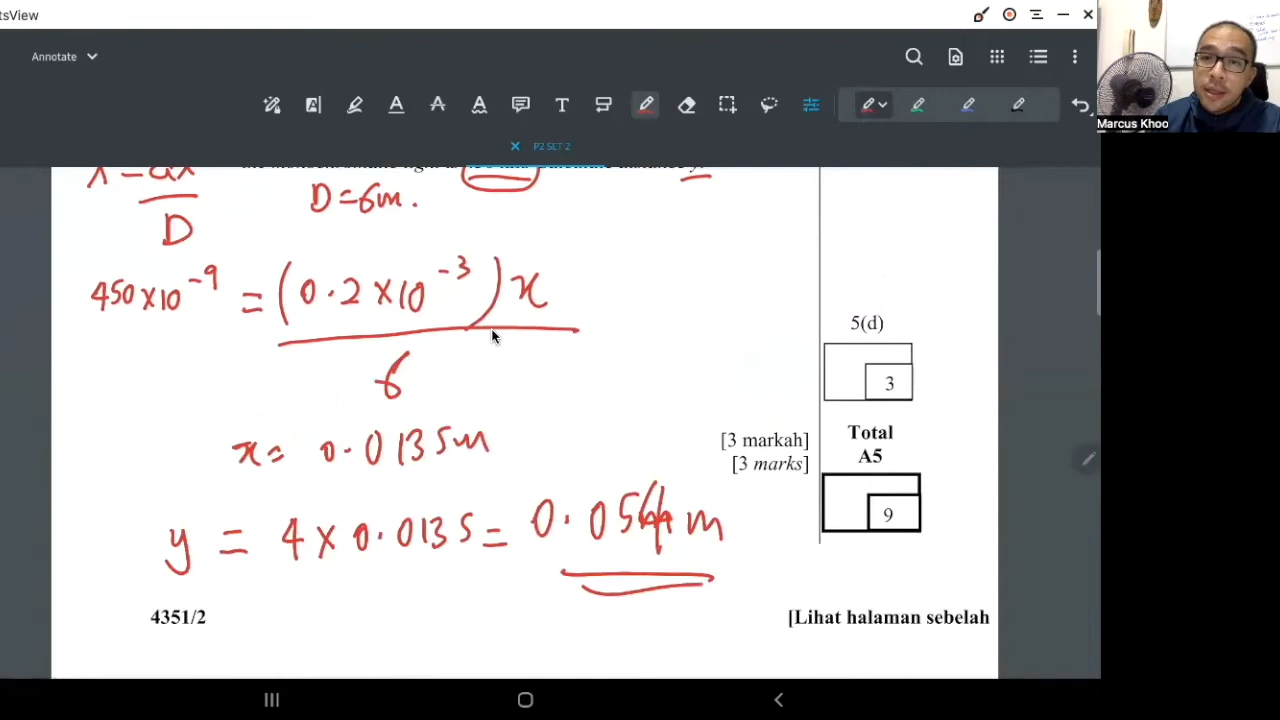 tsView
Annotate
Marcus Khoo
P2 SET 2
D = 6m.
D
450×10⁻⁹ = (0.2×10⁻³)x
6
5(d)
3
x = 0.0135m
[3 markah]
[3 marks]
Total
A5
y = 4 × 0.0135 = 0.054 m
9
4351/2
[Lihat halaman sebelah